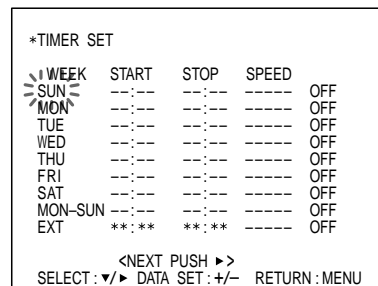 *TIMER SET
WEEK START STOP SPEED
SUN --:-- --:-- ----- OFF
MON --:-- --:-- ----- OFF
TUE --:-- --:-- ----- OFF
WED --:-- --:-- ----- OFF
THU --:-- --:-- ----- OFF
FRI --:-- --:-- ----- OFF
SAT --:-- --:-- ----- OFF
MON–SUN --:-- --:-- ----- OFF
EXT **:** **:** ----- OFF
<NEXT PUSH ►>
SELECT:▼/► DATA SET:+/– RETURN:MENU